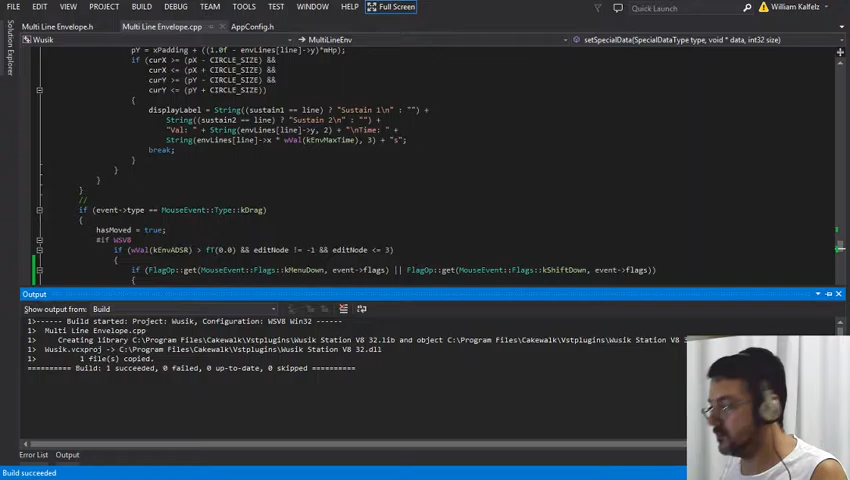 FILE EDIT VIEW PROJECT BUILD DEBUG TEAM TOOLS TEST WINDOW HELP Full Screen Quick Launch William Kalfelz
Multi Line Envelope.h Multi Line Envelope.cpp AppConfig.h
Solution Explorer
Wusik MultiLineEnv setSpecialData(SpecialDataType type, void * data, int32 size)
pY = xPadding + ((1.0f - envLines[line]->y)*mHp);
if (curX >= (pX - CIRCLE_SIZE) &&
curX <= (pX + CIRCLE_SIZE) &&
curY >= (pY - CIRCLE_SIZE) &&
curY <= (pY + CIRCLE_SIZE))
{
displayLabel = String((sustain1 == line) ? "Sustain 1\n" : "") +
String((sustain2 == line) ? "Sustain 2\n" : "") +
"Val: " + String(envLines[line]->y, 2) + "\nTime: " +
String(envLines[line]->x * wVal(kEnvMaxTime), 3) + "s";
break;
}
}
}
}
//
if (event->type == MouseEvent::Type::kDrag)
{
hasMoved = true;
#if WSV8
if (wVal(kEnvADSR) > fT(0.0) && editNode != -1 && editNode <= 3)
{
if (FlagOp::get(MouseEvent::Flags::kMenuDown, event->flags) || FlagOp::get(MouseEvent::Flags::kShiftDown, event->flags))
{
Output
Show output from: Build
1>------ Build started: Project: Wusik, Configuration: WSV8 Win32 ------
1> Multi Line Envelope.cpp
1> Creating library C:\Program Files\Cakewalk\Vstplugins\Wusik Station V8 32.lib and object C:\Program Files\Cakewalk\Vstplugins\Wusik Station V8 3
1> Wusik.vcxproj -> C:\Program Files\Cakewalk\Vstplugins\Wusik Station V8 32.dll
1> 1 file(s) copied.
========== Build: 1 succeeded, 0 failed, 0 up-to-date, 0 skipped ==========
Error List Output
Build succeeded